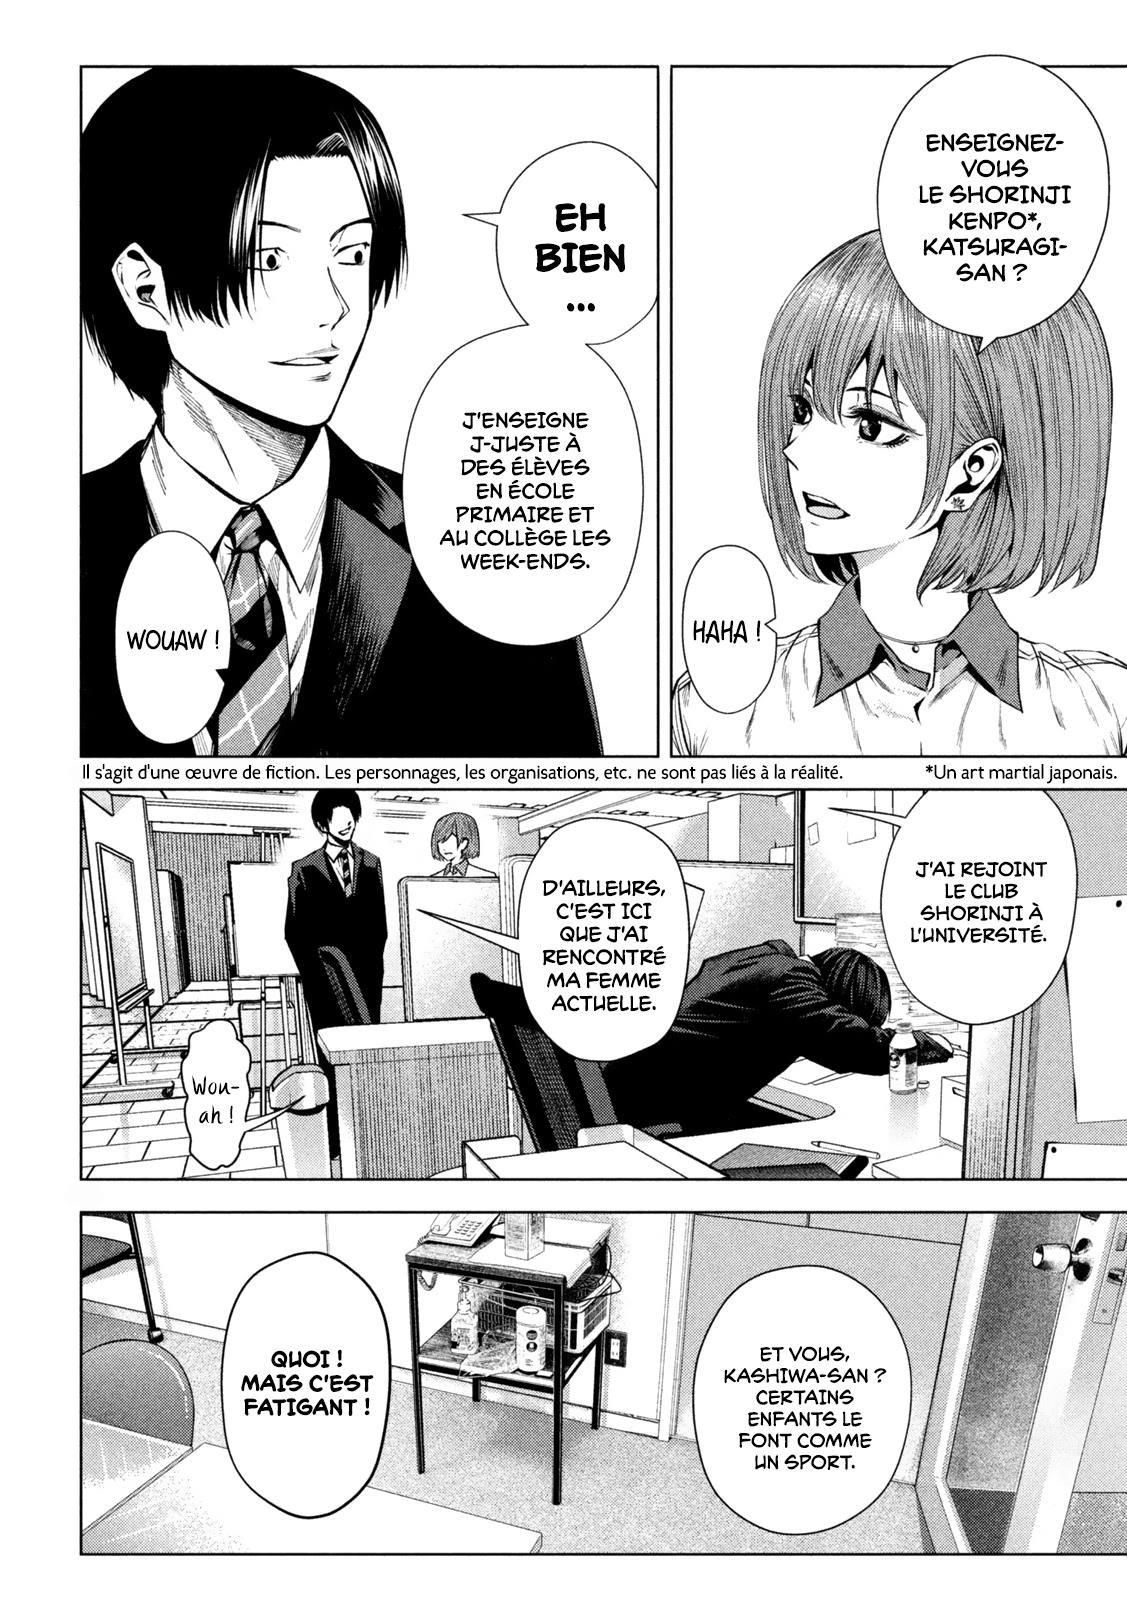 ENSEIGNEZ-
VOUS
LE SHORINJI
KENPO*,
KATSURAGI-
SAN ?
HAHA !
EH
BIEN
...
J'ENSEIGNE
J-JUSTE À
DES ÉLÈVES
EN ÉCOLE
PRIMAIRE ET
AU COLLÈGE LES
WEEK-ENDS.
WOUAW !
Il s'agit d'une œuvre de fiction. Les personnages, les organisations, etc. ne sont pas liés à la réalité.
*Un art martial japonais.
J'AI REJOINT
LE CLUB
SHORINJI À
L'UNIVERSITÉ.
D'AILLEURS,
C'EST ICI
QUE J'AI
RENCONTRÉ
MA FEMME
ACTUELLE.
Wou-
ah !
ET VOUS,
KASHIWA-SAN ?
CERTAINS
ENFANTS LE
FONT COMME
UN SPORT.
QUOI !
MAIS C'EST
FATIGANT !